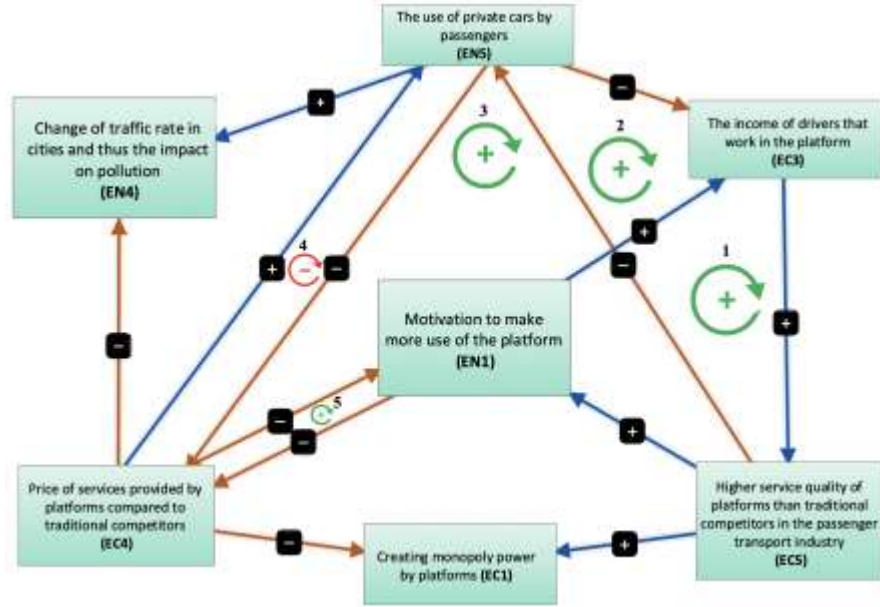 The use of private cars by
passengers
(EN5)
Change of traffic rate in
cities and thus the impact
on pollution
(EN4)
The income of drivers that
work in the platform
(EC3)
Motivation to make
more use of the platform
(EN1)
Price of services provided by
platforms compared to
traditional competitors
(EC4)
Creating monopoly power
by platforms (EC1)
Higher service quality of
platforms than traditional
competitors in the passenger
transport industry
(EC5)
+
−
3
+
2
+
+
4
−
+
−
−
1
+
+
−
−
5
+
−
+
−
+